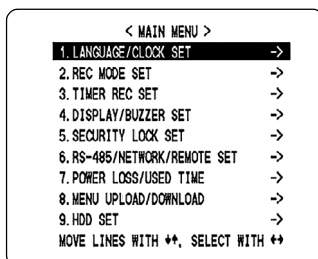 < MAIN MENU >
1. LANGUAGE/CLOCK SET ->
2. REC MODE SET ->
3. TIMER REC SET ->
4. DISPLAY/BUZZER SET ->
5. SECURITY LOCK SET ->
6. RS-485/NETWORK/REMOTE SET ->
7. POWER LOSS/USED TIME ->
8. MENU UPLOAD/DOWNLOAD ->
9. HDD SET ->
MOVE LINES WITH ↓↑, SELECT WITH ↔